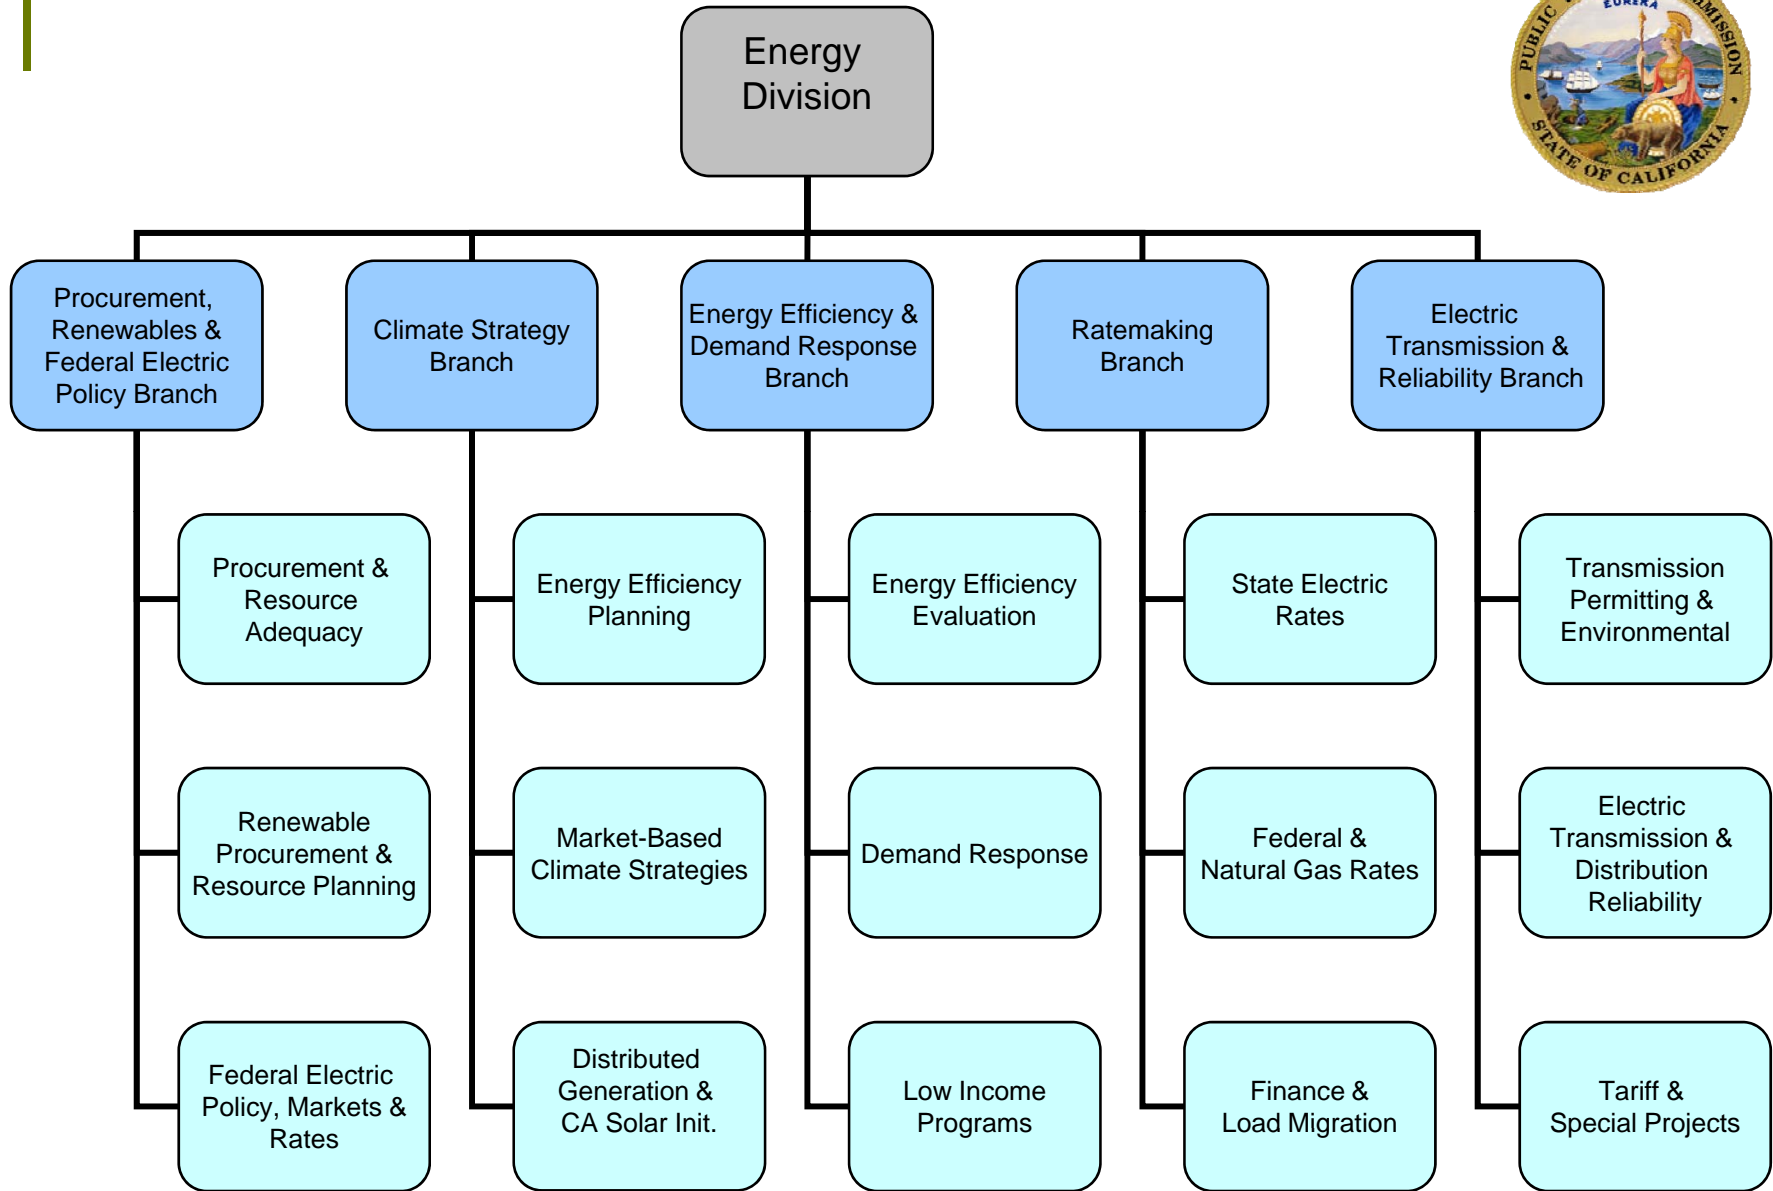 Energy
Division
PUBLIC
MMISSION
EUREKA
STATE OF CALIFORNIA
Procurement,
Renewables &
Federal Electric
Policy Branch
Climate Strategy
Branch
Energy Efficiency &
Demand Response
Branch
Ratemaking
Branch
Electric
Transmission &
Reliability Branch
Procurement &
Resource
Adequacy
Energy Efficiency
Planning
Energy Efficiency
Evaluation
State Electric
Rates
Transmission
Permitting &
Environmental
Renewable
Procurement &
Resource Planning
Market-Based
Climate Strategies
Demand Response
Federal &
Natural Gas Rates
Electric
Transmission &
Distribution
Reliability
Federal Electric
Policy, Markets &
Rates
Distributed
Generation &
CA Solar Init.
Low Income
Programs
Finance &
Load Migration
Tariff &
Special Projects